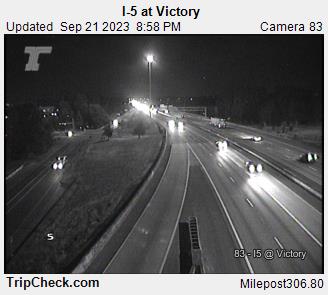 I-5 at Victory
Updated Sep 21 2023 8:58 PM Camera 83
S
83 - I5 @ Victory
TripCheck.com Milepost306.80